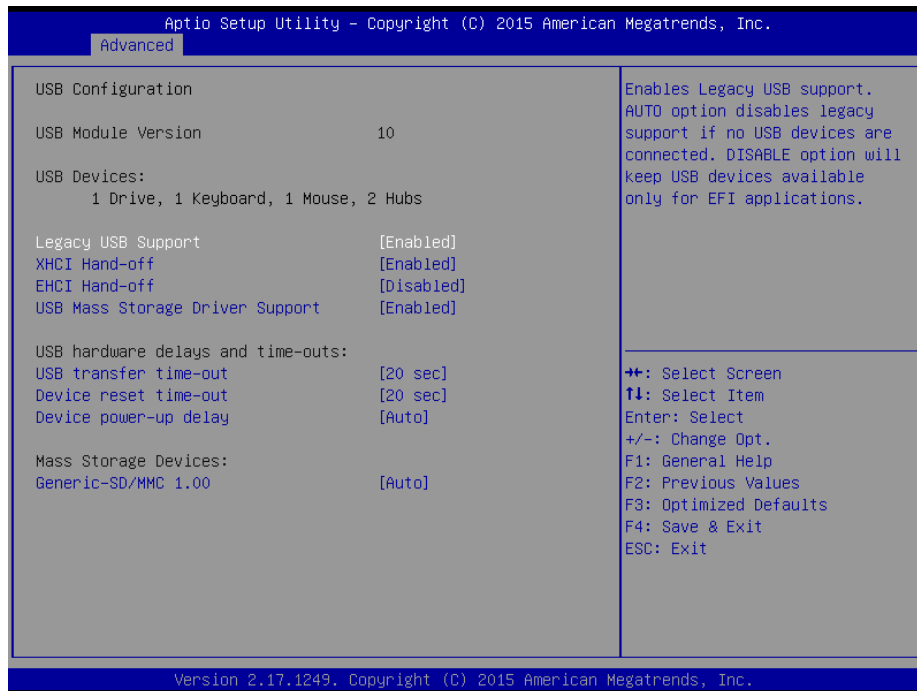 Aptio Setup Utility – Copyright (C) 2015 American Megatrends, Inc.
Advanced
USB Configuration
USB Module Version 10
USB Devices:
1 Drive, 1 Keyboard, 1 Mouse, 2 Hubs
Legacy USB Support [Enabled]
XHCI Hand-off [Enabled]
EHCI Hand-off [Disabled]
USB Mass Storage Driver Support [Enabled]
USB hardware delays and time-outs:
USB transfer time-out [20 sec]
Device reset time-out [20 sec]
Device power-up delay [Auto]
Mass Storage Devices:
Generic-SD/MMC 1.00 [Auto]
Enables Legacy USB support.
AUTO option disables legacy
support if no USB devices are
connected. DISABLE option will
keep USB devices available
only for EFI applications.
→←: Select Screen
↑↓: Select Item
Enter: Select
+/-: Change Opt.
F1: General Help
F2: Previous Values
F3: Optimized Defaults
F4: Save & Exit
ESC: Exit
Version 2.17.1249. Copyright (C) 2015 American Megatrends, Inc.